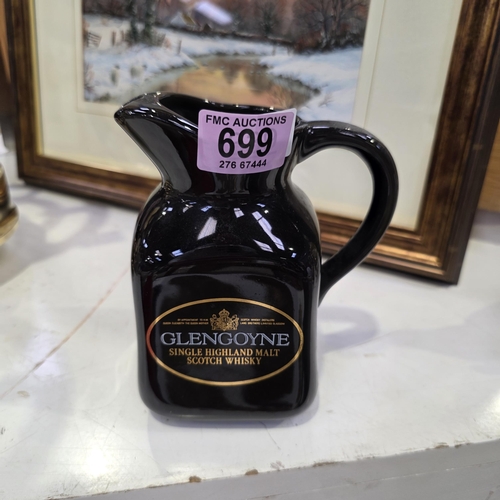 FMC AUCTIONS
699
276 67444
GLENGOYNE
SINGLE HIGHLAND MALT
SCOTCH WHISKY